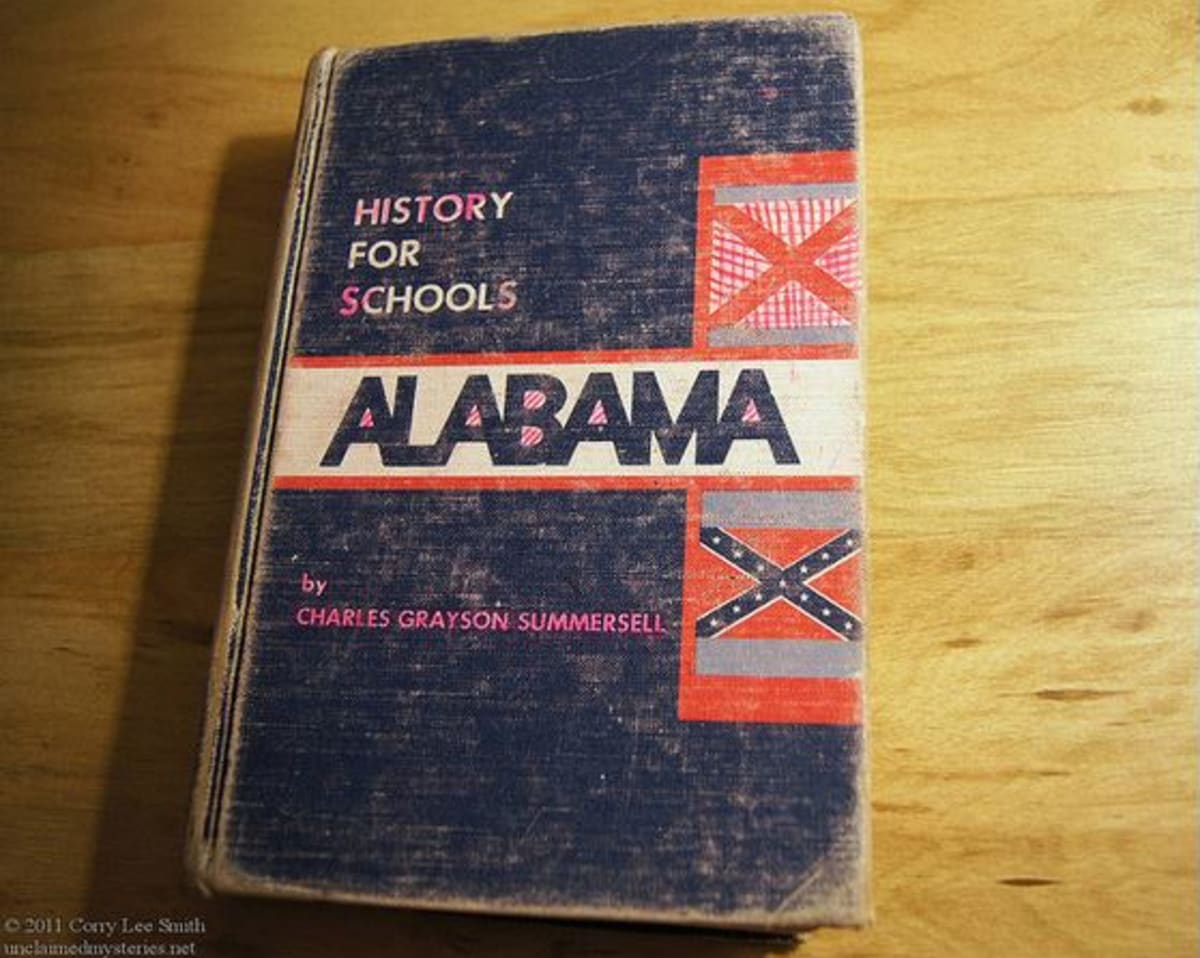 HISTORY
FOR
SCHOOLS
ALABAMA
by
CHARLES GRAYSON SUMMERSELL
© 2011 Corry Lee Smith
unclaimedmysteries.net